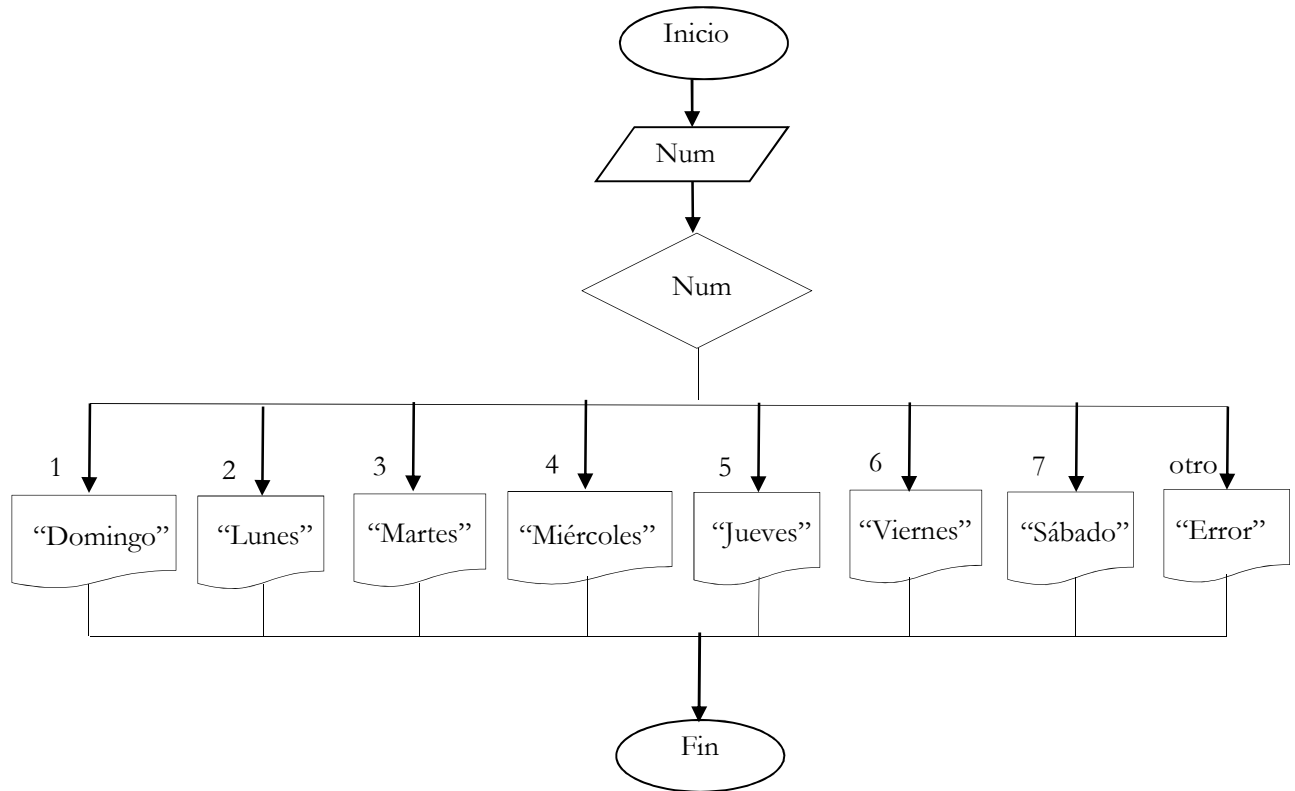 Inicio
Num
Num
1
2
3
4
5
6
7
otro
“Domingo”
“Lunes”
“Martes”
“Miércoles”
“Jueves”
“Viernes”
“Sábado”
“Error”
Fin